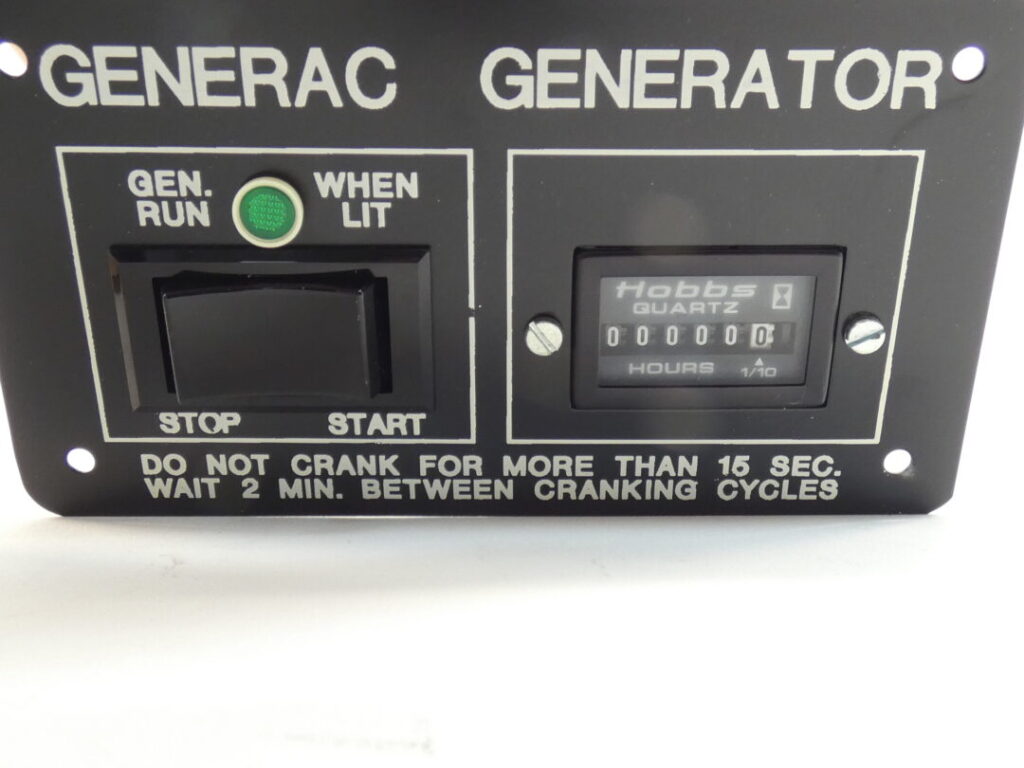 GENERAC GENERATOR
GEN. WHEN
RUN LIT
Hobbs
QUARTZ
000000
HOURS 1/10
STOP START
DO NOT CRANK FOR MORE THAN 15 SEC.
WAIT 2 MIN. BETWEEN CRANKING CYCLES